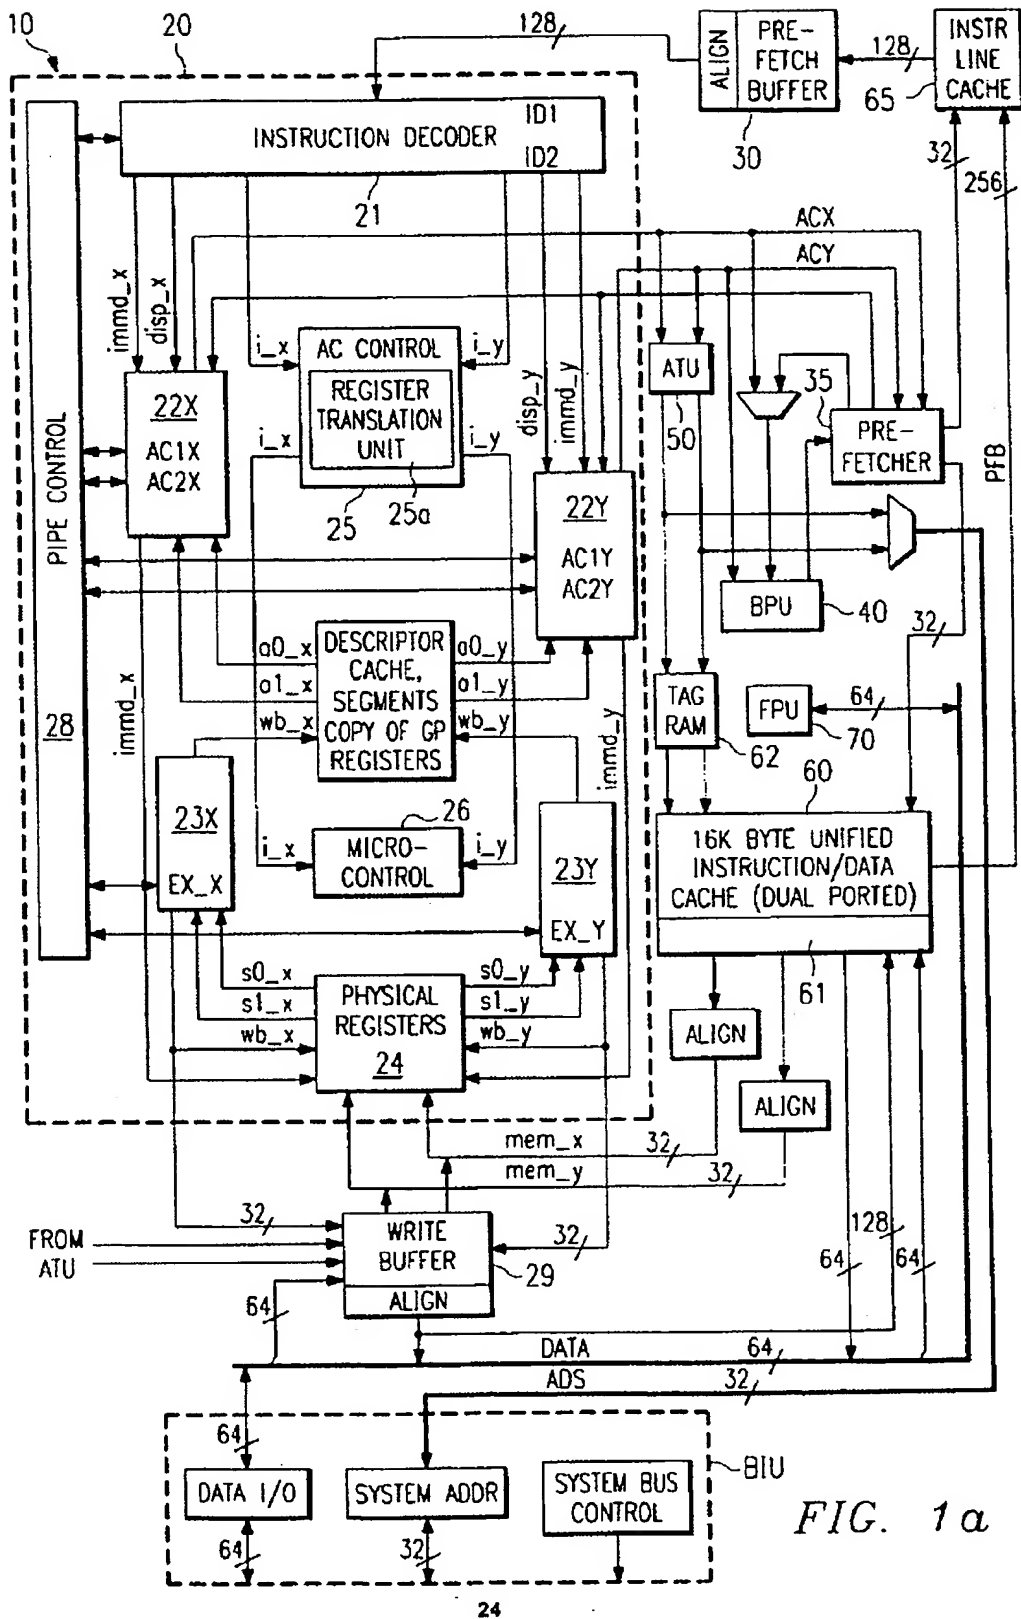 10
20
128
ALIGN
PRE-
FETCH
BUFFER
30
128
INSTR
LINE
CACHE
65
ID1
INSTRUCTION DECODER
ID2
21
32
256
ACX
ACY
immd_x
disp_x
i_x
AC CONTROL
i_y
REGISTER
TRANSLATION
UNIT
i_x
i_y
25
25a
disp_y
immd_y
ATU
50
35
PRE-
FETCHER
PFB
PIPE CONTROL
28
22X
AC1X
AC2X
22Y
AC1Y
AC2Y
BPU
40
32
immd_x
a0_x
a1_x
wb_x
DESCRIPTOR
CACHE,
SEGMENTS
COPY OF GP
REGISTERS
a0_y
a1_y
wb_y
immd_y
TAG
RAM
62
FPU
70
64
60
23X
EX_X
26
i_x
MICRO-
CONTROL
i_y
23Y
EX_Y
16K BYTE UNIFIED
INSTRUCTION/DATA
CACHE (DUAL PORTED)
61
s0_x
s1_x
wb_x
PHYSICAL
REGISTERS
24
s0_y
s1_y
wb_y
ALIGN
ALIGN
mem_x
32
mem_y
32
FROM
ATU
32
WRITE
BUFFER
ALIGN
29
32
64
64
128
64
DATA
64
ADS
32
64
DATA I/O
64
SYSTEM ADDR
32
SYSTEM BUS
CONTROL
BIU
FIG. 1a
24